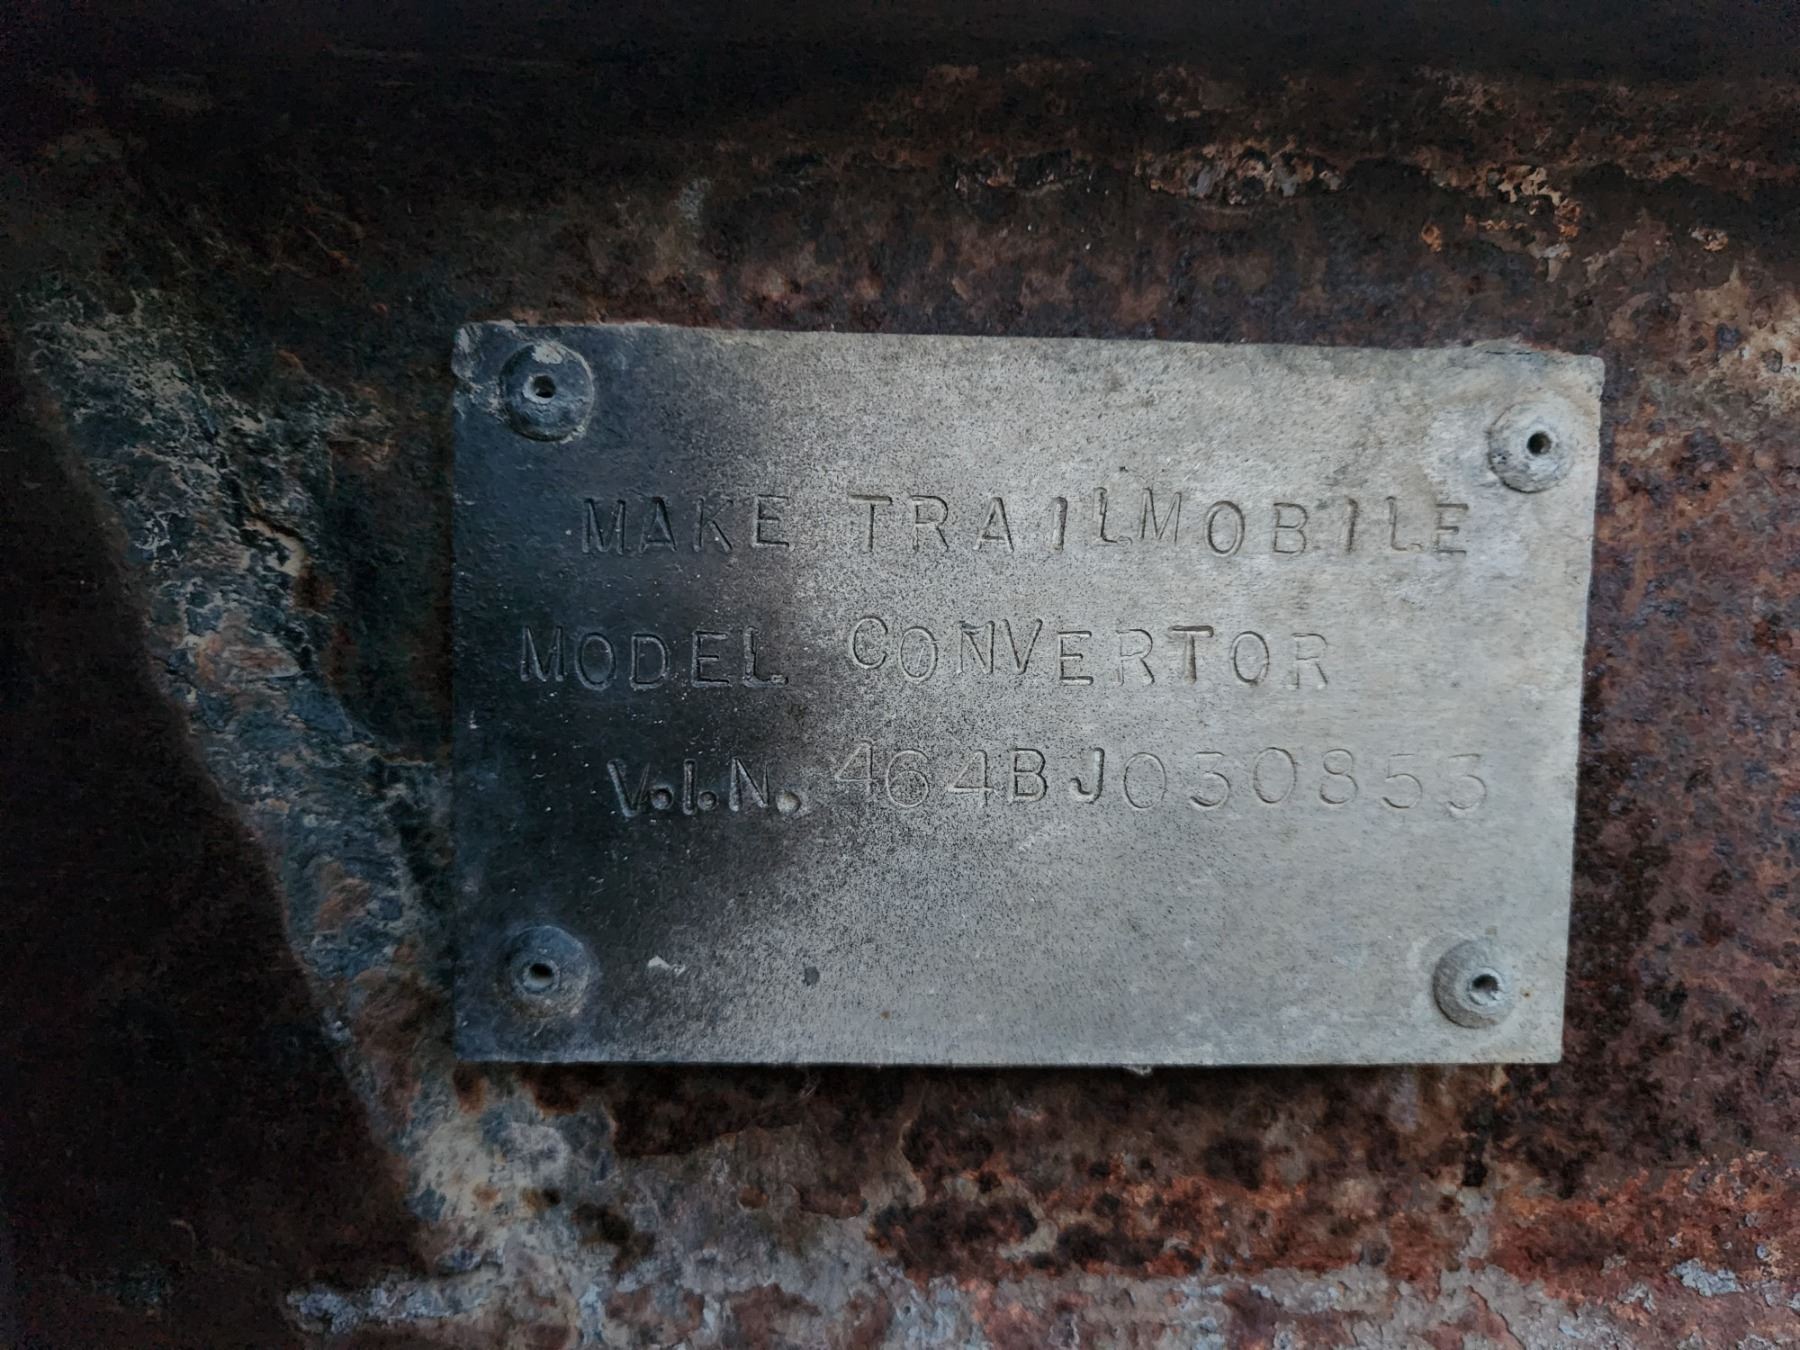 MAKE TRAILMOBILE
MODEL CONVERTOR
V.I.N. 464BJ030853